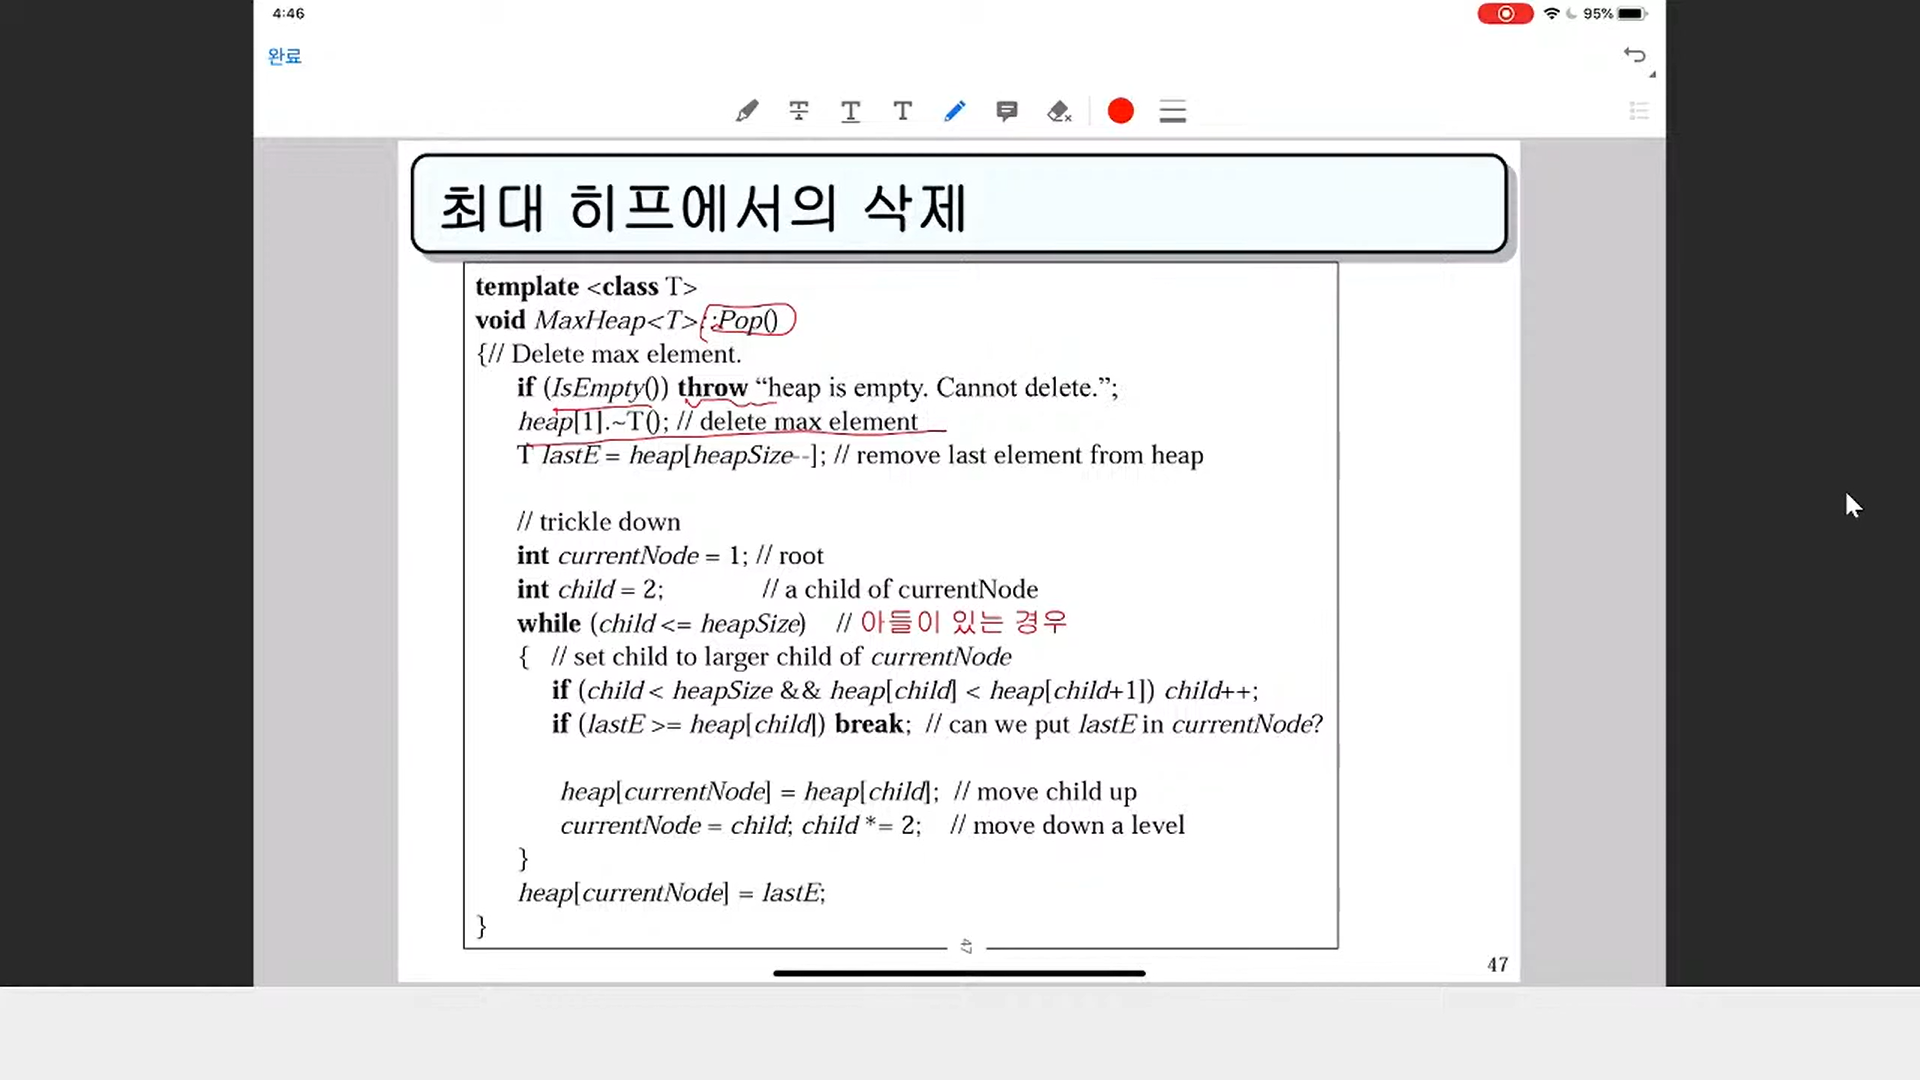 4:46
95%
완료
최대 히프에서의 삭제
template <class T>
void MaxHeap<T>::Pop()
{// Delete max element.
if (IsEmpty()) throw “heap is empty. Cannot delete.”;
heap[1].~T(); // delete max element
T lastE = heap[heapSize--]; // remove last element from heap
// trickle down
int currentNode = 1; // root
int child = 2; // a child of currentNode
while (child <= heapSize) // 아들이 있는 경우
{ // set child to larger child of currentNode
if (child < heapSize && heap[child] < heap[child+1]) child++;
if (lastE >= heap[child]) break; // can we put lastE in currentNode?
heap[currentNode] = heap[child]; // move child up
currentNode = child; child *= 2; // move down a level
}
heap[currentNode] = lastE;
}
47
47